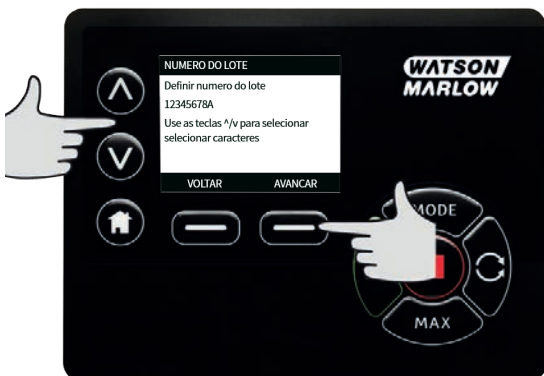 NUMERO DO LOTE
Definir numero do lote
12345678A
Use as teclas ^/v para selecionar
selecionar caracteres
VOLTAR AVANCAR
WATSON
MARLOW
MODE
MAX